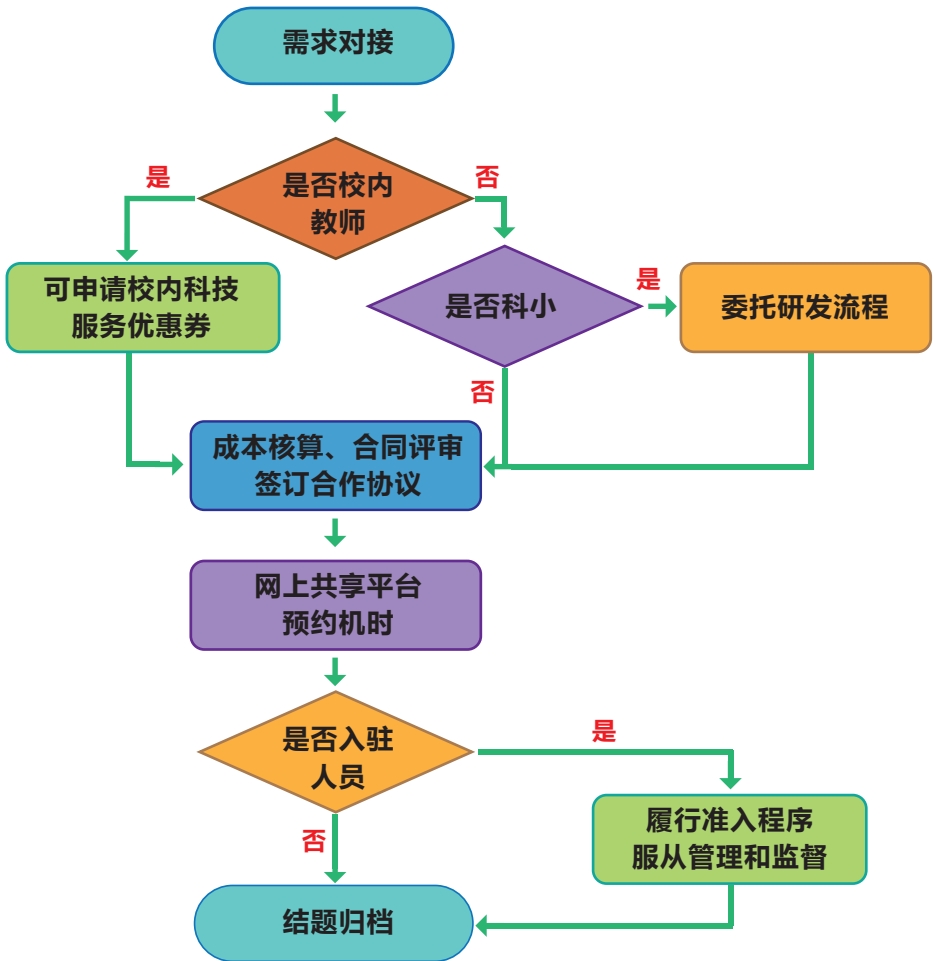 需求对接
是否校内
教师
是
否
可申请校内科技
服务优惠券
是否科小
是
委托研发流程
否
成本核算、合同评审
签订合作协议
网上共享平台
预约机时
是否入驻
人员
是
否
履行准入程序
服从管理和监督
结题归档